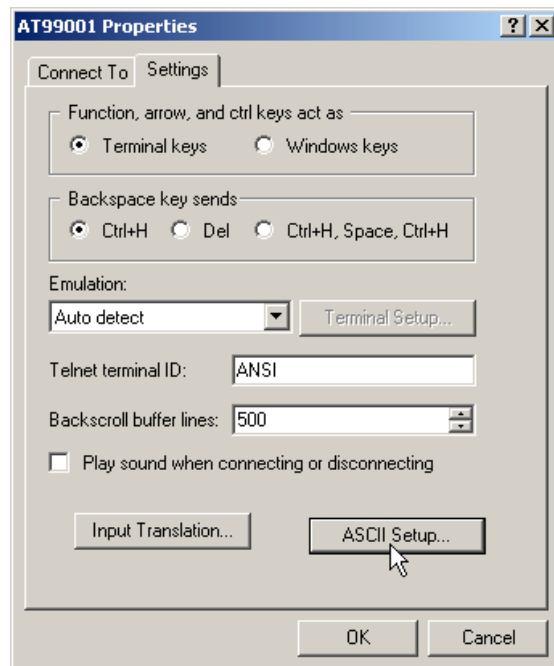 AT99001 Properties
Connect To Settings
Function, arrow, and ctrl keys act as
Terminal keys Windows keys
Backspace key sends
Ctrl+H Del Ctrl+H, Space, Ctrl+H
Emulation:
Auto detect Terminal Setup...
Telnet terminal ID: ANSI
Backscroll buffer lines: 500
Play sound when connecting or disconnecting
Input Translation... ASCII Setup...
OK Cancel